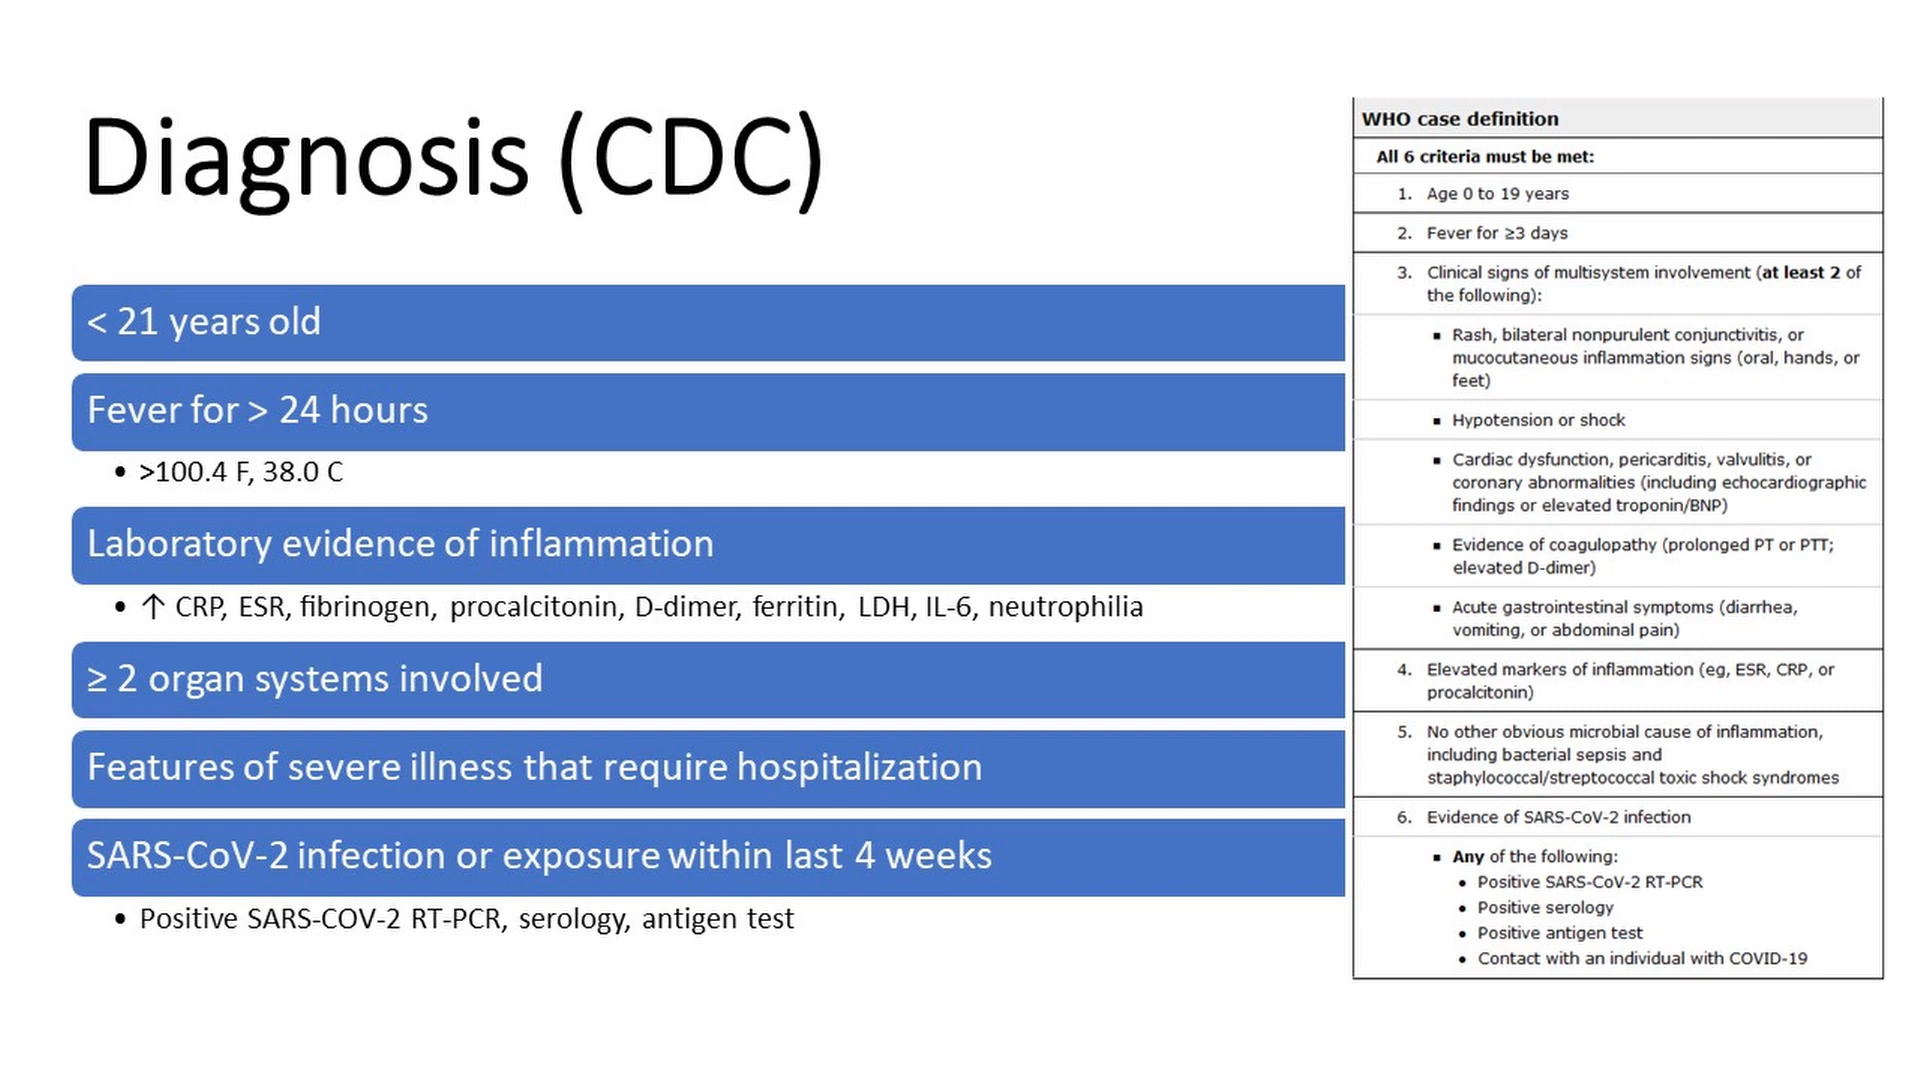 Diagnosis (CDC)
< 21 years old
Fever for > 24 hours
• >100.4 F, 38.0 C
Laboratory evidence of inflammation
• ↑ CRP, ESR, fibrinogen, procalcitonin, D-dimer, ferritin, LDH, IL-6, neutrophilia
≥ 2 organ systems involved
Features of severe illness that require hospitalization
SARS-CoV-2 infection or exposure within last 4 weeks
• Positive SARS-COV-2 RT-PCR, serology, antigen test
WHO case definition
All 6 criteria must be met:
1. Age 0 to 19 years
2. Fever for ≥3 days
3. Clinical signs of multisystem involvement (at least 2 of
the following):
▪ Rash, bilateral nonpurulent conjunctivitis, or
mucocutaneous inflammation signs (oral, hands, or
feet)
▪ Hypotension or shock
▪ Cardiac dysfunction, pericarditis, valvulitis, or
coronary abnormalities (including echocardiographic
findings or elevated troponin/BNP)
▪ Evidence of coagulopathy (prolonged PT or PTT;
elevated D-dimer)
▪ Acute gastrointestinal symptoms (diarrhea,
vomiting, or abdominal pain)
4. Elevated markers of inflammation (eg, ESR, CRP, or
procalcitonin)
5. No other obvious microbial cause of inflammation,
including bacterial sepsis and
staphylococcal/streptococcal toxic shock syndromes
6. Evidence of SARS-CoV-2 infection
▪ Any of the following:
• Positive SARS-CoV-2 RT-PCR
• Positive serology
• Positive antigen test
• Contact with an individual with COVID-19